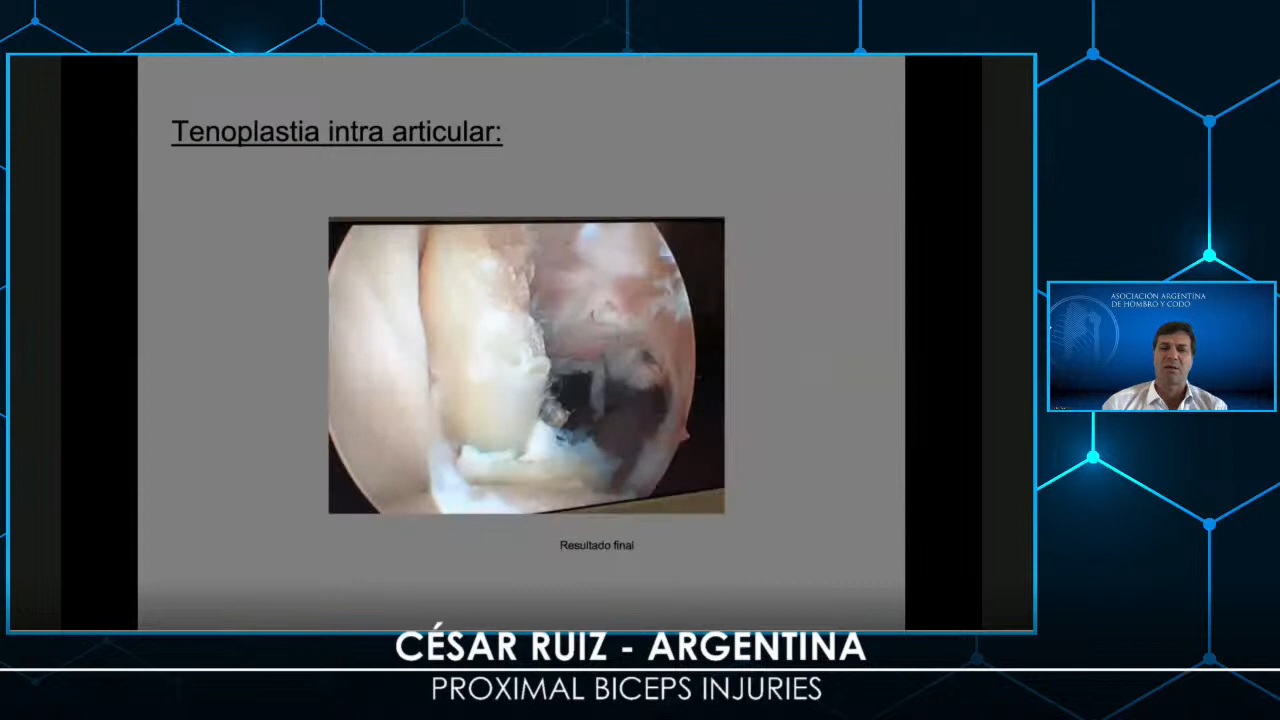 Tenoplastia intra articular:
ASOCIACIÓN ARGENTINA
DE HOMBRO Y CODO
Resultado final
CÉSAR RUIZ - ARGENTINA
PROXIMAL BICEPS INJURIES